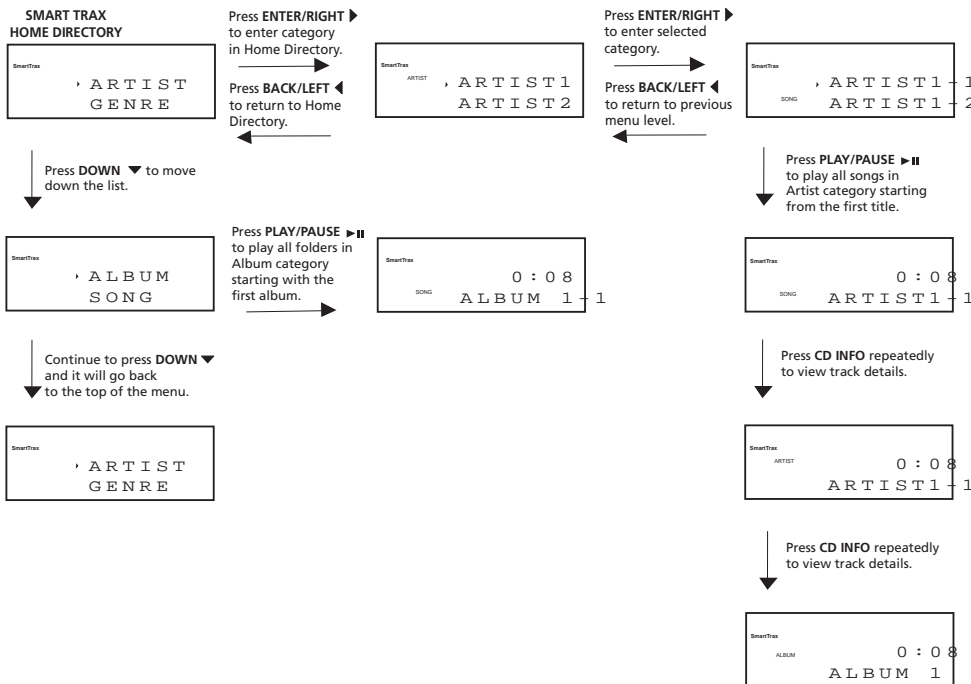 SMART TRAX
HOME DIRECTORY
SmartTrax
ARTIST
GENRE
Press ENTER/RIGHT
to enter category
in Home Directory.
Press BACK/LEFT
to return to Home
Directory.
SmartTrax
ARTIST
ARTIST1
ARTIST2
Press ENTER/RIGHT
to enter selected
category.
Press BACK/LEFT
to return to previous
menu level.
SmartTrax
ARTIST1-1
SONG
ARTIST1-2
Press DOWN ▼ to move
down the list.
Press PLAY/PAUSE
to play all songs in
Artist category starting
from the first title.
SmartTrax
ALBUM
SONG
Press PLAY/PAUSE
to play all folders in
Album category
starting with the
first album.
SmartTrax
0:08
SONG
ALBUM 1-1
SmartTrax
0:08
SONG
ARTIST1-1
Continue to press DOWN ▼
and it will go back
to the top of the menu.
Press CD INFO repeatedly
to view track details.
SmartTrax
ARTIST
GENRE
SmartTrax
ARTIST
0:08
ARTIST1-1
Press CD INFO repeatedly
to view track details.
SmartTrax
ALBUM
0:08
ALBUM 1